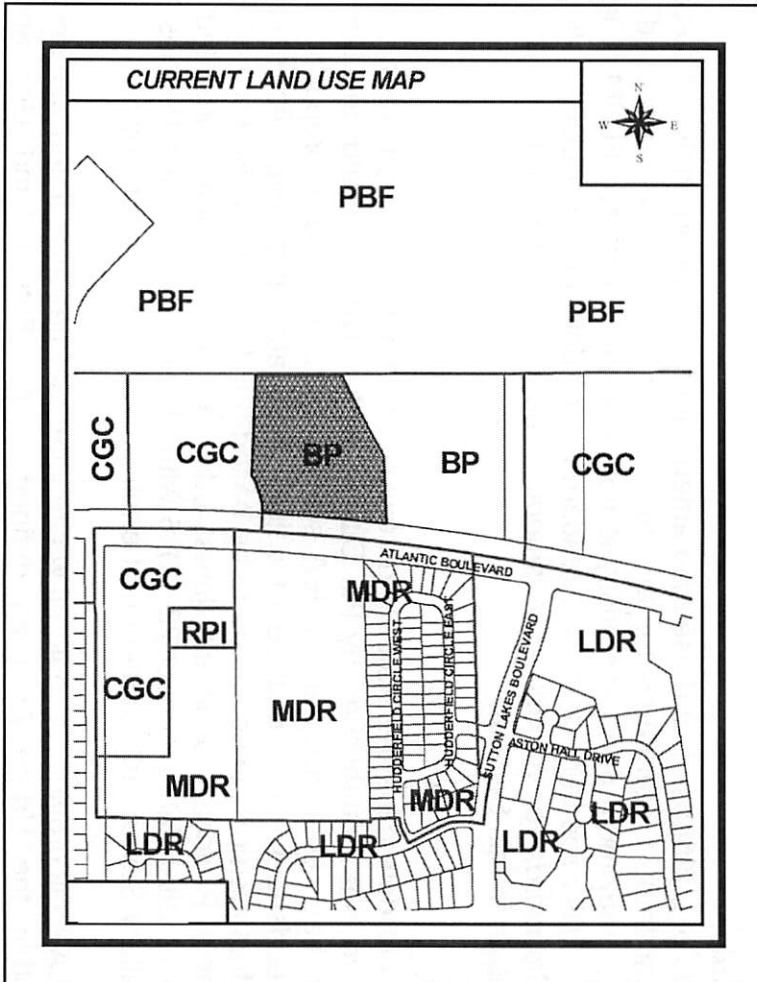 CURRENT LAND USE MAP
N
W E
S
PBF
PBF
PBF
CGC
CGC
BP
BP
CGC
ATLANTIC BOULEVARD
CGC
MDR
RPI
LDR
CGC
MDR
HUDDERFIELD CIRCLE WEST
HUDDERFIELD CIRCLE EAST
SUTTON LAKES BOULEVARD
ASTON HALL DRIVE
MDR
MDR
LDR
LDR
LDR
LDR